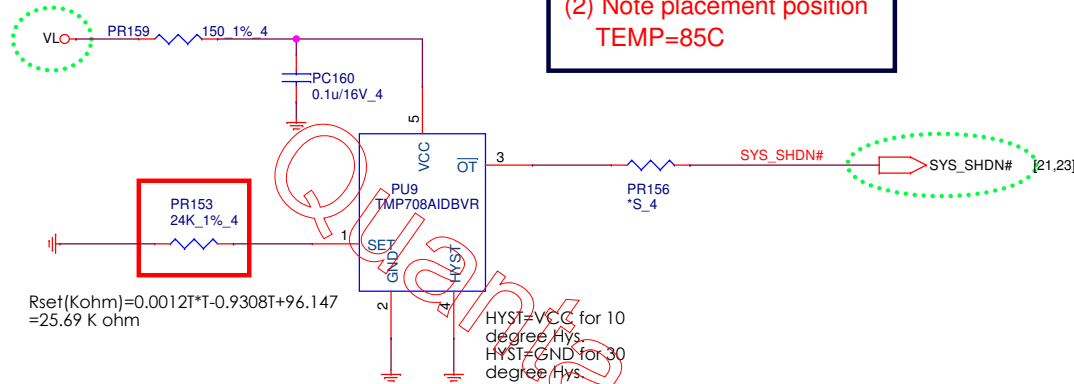 (2) Note placement position
TEMP=85C
VL
PR159
150_1%_4
PC160
0.1u/16V_4
5
VCC
OT
3
SYS_SHDN#
SYS_SHDN#
[21,23]
PR156
*S_4
PU9
TMP708AIDBVR
PR153
24K_1%_4
1
SET
GND
HYST
2
4
Rset(Kohm)=0.0012T*T-0.9308T+96.147
=25.69 K ohm
HYST=VCC for 10
degree Hys.
HYST=GND for 30
degree Hys.
Quanta